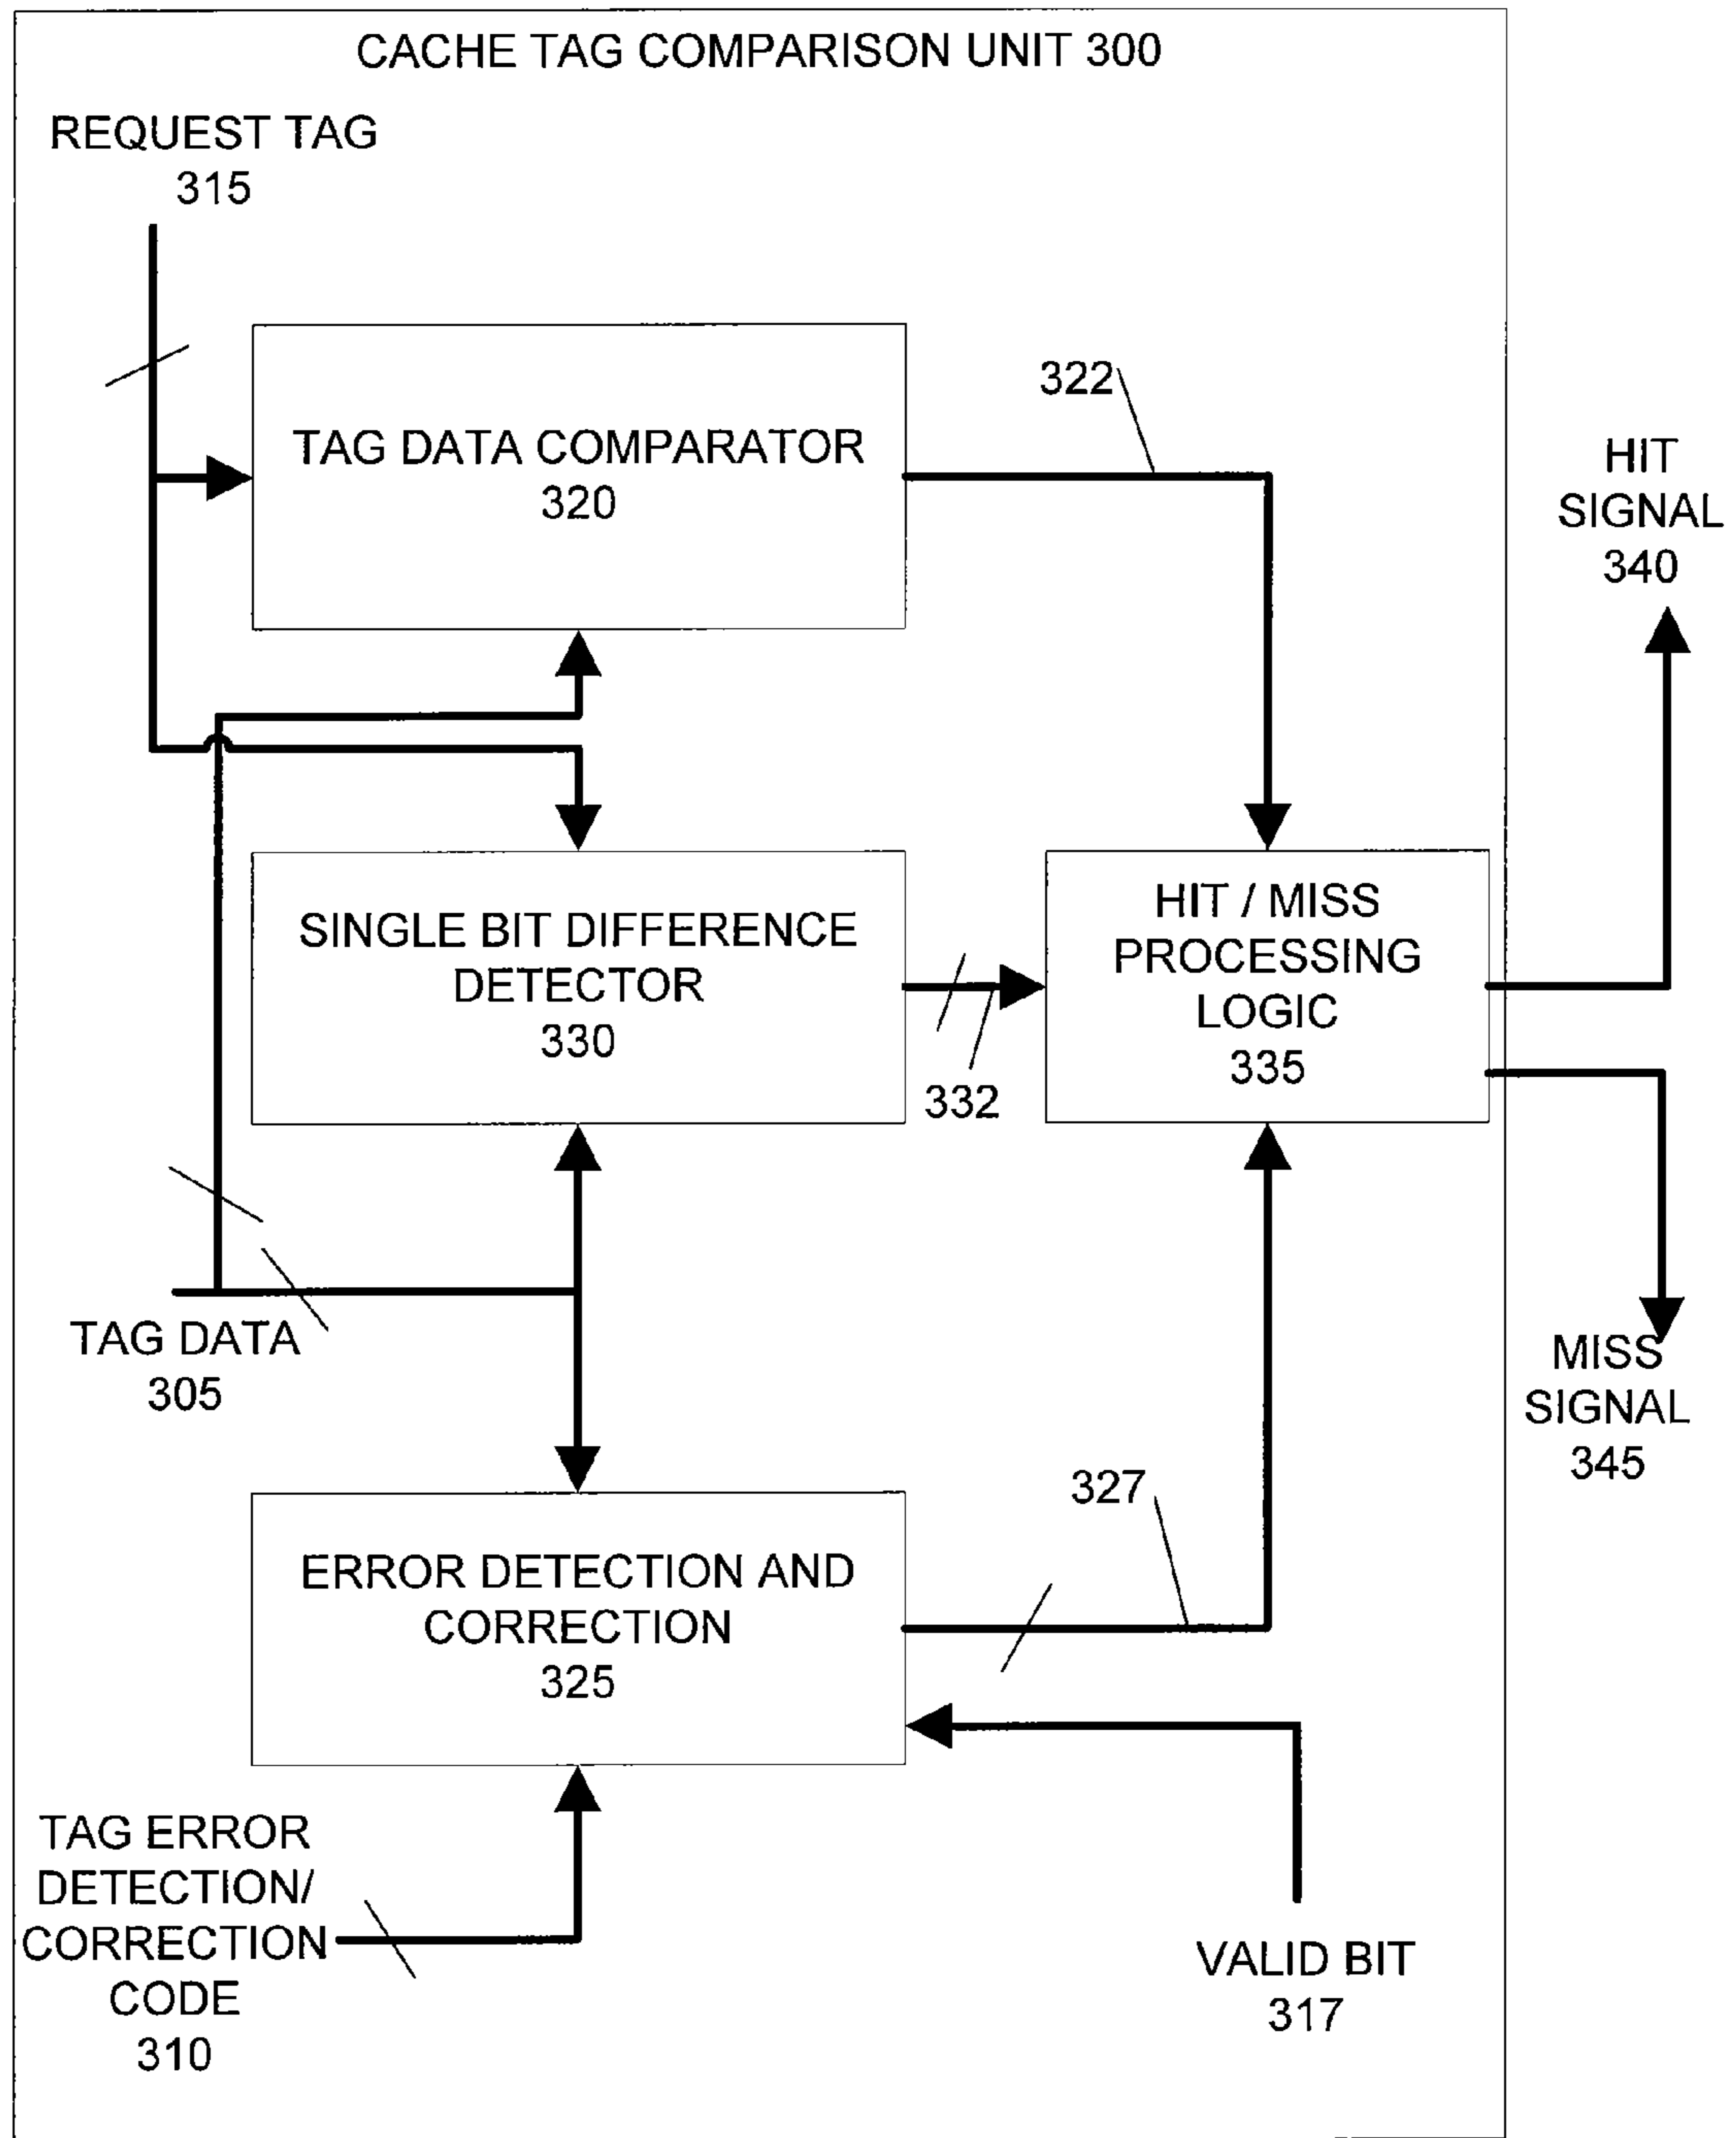 CACHE TAG COMPARISON UNIT 300
REQUEST TAG
315
322
TAG DATA COMPARATOR
320
HIT
SIGNAL
340
SINGLE BIT DIFFERENCE
DETECTOR
330
HIT / MISS
PROCESSING
LOGIC
335
332
TAG DATA
305
MISS
SIGNAL
345
327
ERROR DETECTION AND
CORRECTION
325
TAG ERROR
DETECTION/
CORRECTION
CODE
310
VALID BIT
317